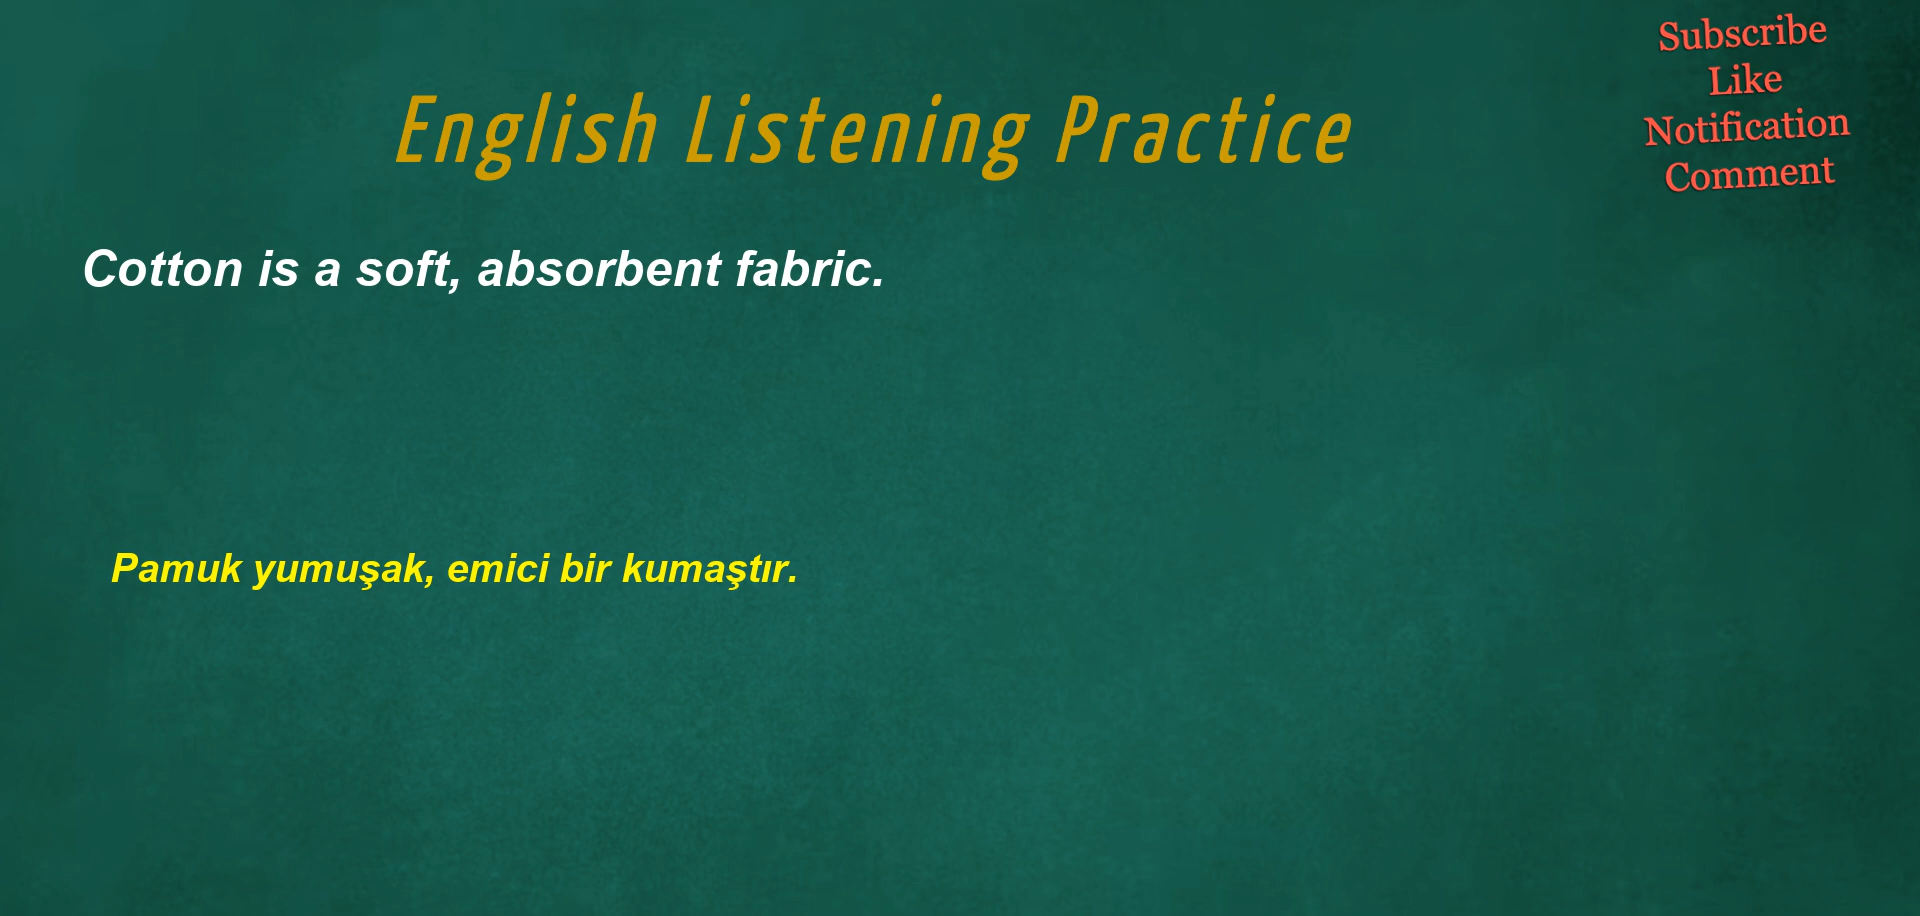 Subscribe
Like
Notification
Comment
English Listening Practice
Cotton is a soft, absorbent fabric.
Pamuk yumuşak, emici bir kumaştır.